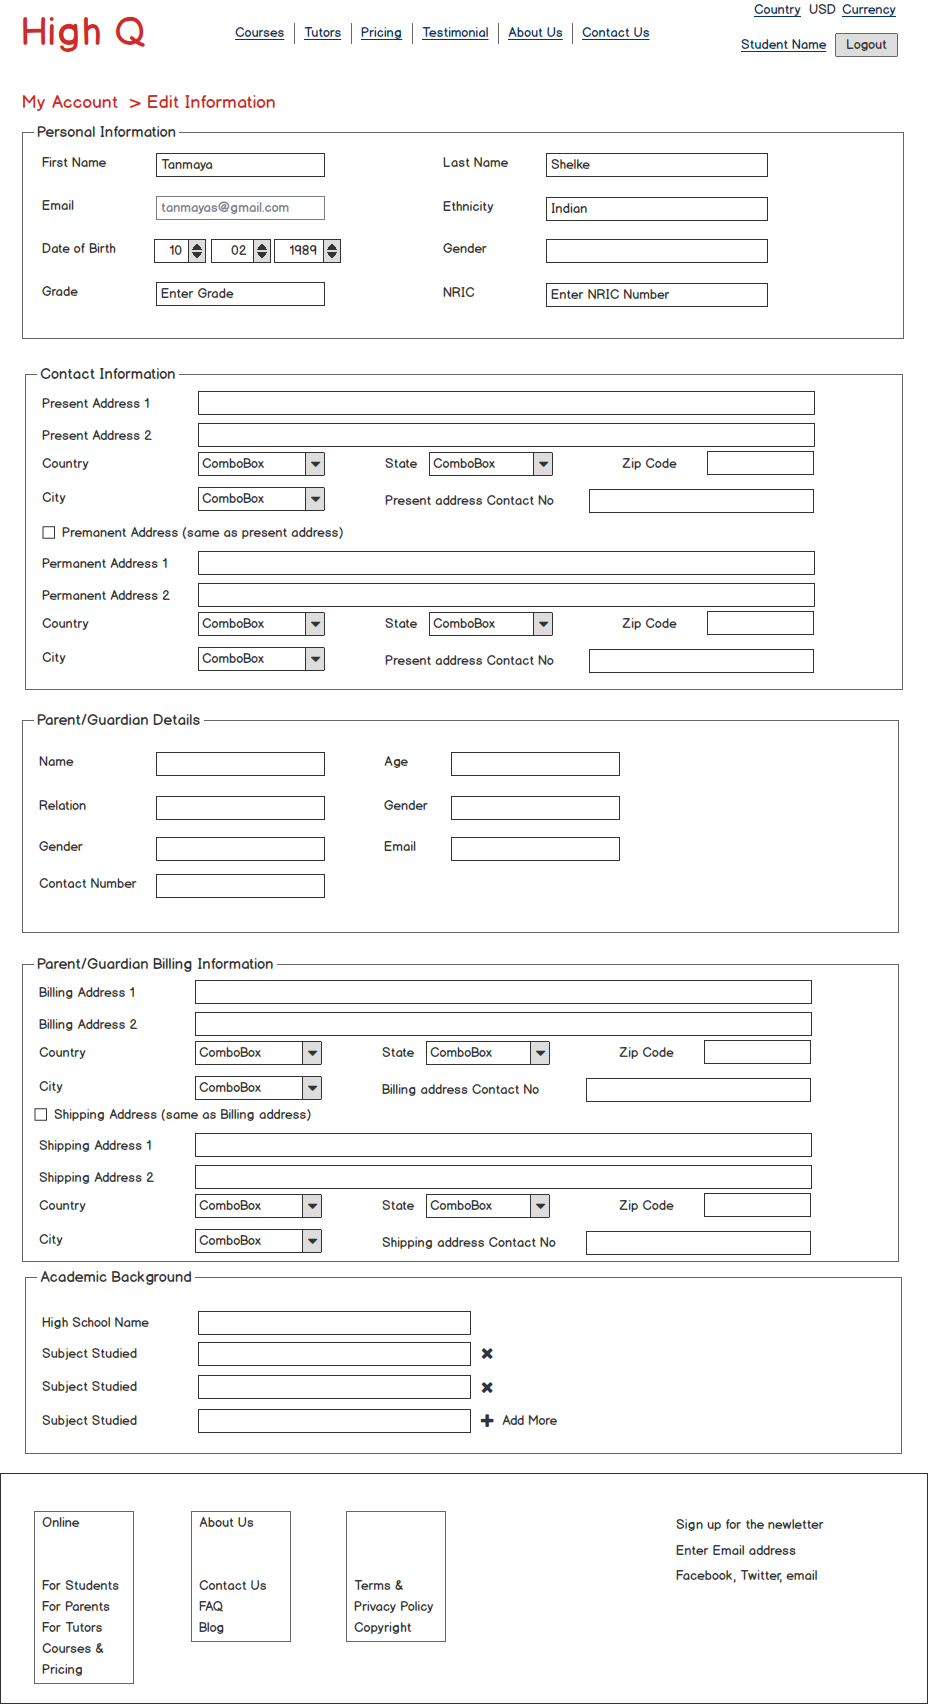 Country USD Currency
High Q
Courses Tutors Pricing Testimonial About Us Contact Us
Student Name Logout
My Account > Edit Information
Personal Information
First Name Tanmaya Last Name Shelke
Email tanmayas@gmail.com Ethnicity Indian
Date of Birth 10 02 1989 Gender
Grade Enter Grade NRIC Enter NRIC Number
Contact Information
Present Address 1
Present Address 2
Country ComboBox State ComboBox Zip Code
City ComboBox Present address Contact No
Premanent Address (same as present address)
Permanent Address 1
Permanent Address 2
Country ComboBox State ComboBox Zip Code
City ComboBox Present address Contact No
Parent/Guardian Details
Name Age
Relation Gender
Gender Email
Contact Number
Parent/Guardian Billing Information
Billing Address 1
Billing Address 2
Country ComboBox State ComboBox Zip Code
City ComboBox Billing address Contact No
Shipping Address (same as Billing address)
Shipping Address 1
Shipping Address 2
Country ComboBox State ComboBox Zip Code
City ComboBox Shipping address Contact No
Academic Background
High School Name
Subject Studied
Subject Studied
Subject Studied Add More
Online
For Students
For Parents
For Tutors
Courses &
Pricing
About Us
Contact Us
FAQ
Blog
Terms &
Privacy Policy
Copyright
Sign up for the newletter
Enter Email address
Facebook, Twitter, email